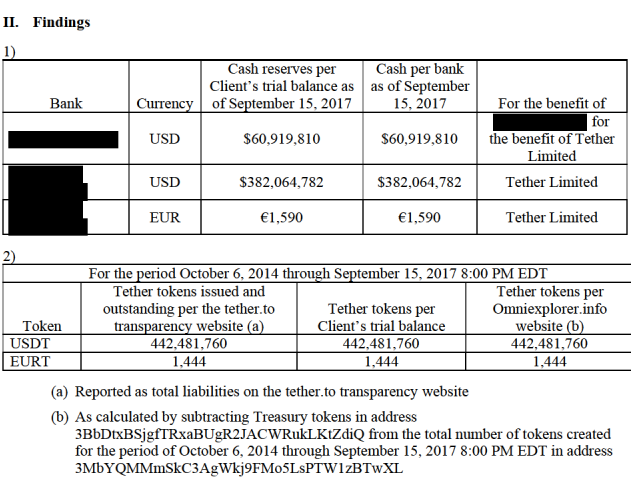 II. Findings
1)
Bank
Currency
Cash reserves per
Client's trial balance as
of September 15, 2017
Cash per bank
as of September
15, 2017
For the benefit of
USD
$60,919,810
$60,919,810
for
the benefit of Tether
Limited
USD
$382,064,782
$382,064,782
Tether Limited
EUR
€1,590
€1,590
Tether Limited
2)
For the period October 6, 2014 through September 15, 2017 8:00 PM EDT
Token
Tether tokens issued and
outstanding per the tether.to
transparency website (a)
Tether tokens per
Client's trial balance
Tether tokens per
Omniexplorer.info
website (b)
USDT
442,481,760
442,481,760
442,481,760
EURT
1,444
1,444
1,444
(a) Reported as total liabilities on the tether.to transparency website
(b) As calculated by subtracting Treasury tokens in address
3BbDtxBSjgfTRxaBUgR2JACWRukLKtZdiQ from the total number of tokens created
for the period of October 6, 2014 through September 15, 2017 8:00 PM EDT in address
3MbYQMMmSkC3AgWkj9FMo5LsPTW1zBTwXL